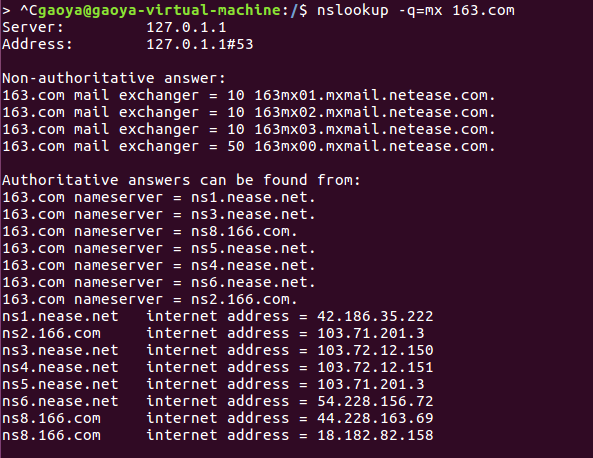 > ^Cgaoya@gaoya-virtual-machine:/$ nslookup -q=mx 163.com
Server:         127.0.1.1
Address:        127.0.1.1#53
Non-authoritative answer:
163.com mail exchanger = 10 163mx01.mxmail.netease.com.
163.com mail exchanger = 10 163mx02.mxmail.netease.com.
163.com mail exchanger = 10 163mx03.mxmail.netease.com.
163.com mail exchanger = 50 163mx00.mxmail.netease.com.
Authoritative answers can be found from:
163.com nameserver = ns1.nease.net.
163.com nameserver = ns3.nease.net.
163.com nameserver = ns8.166.com.
163.com nameserver = ns5.nease.net.
163.com nameserver = ns4.nease.net.
163.com nameserver = ns6.nease.net.
163.com nameserver = ns2.166.com.
ns1.nease.net   internet address = 42.186.35.222
ns2.166.com     internet address = 103.71.201.3
ns3.nease.net   internet address = 103.72.12.150
ns4.nease.net   internet address = 103.72.12.151
ns5.nease.net   internet address = 103.71.201.3
ns6.nease.net   internet address = 54.228.156.72
ns8.166.com     internet address = 44.228.163.69
ns8.166.com     internet address = 18.182.82.158